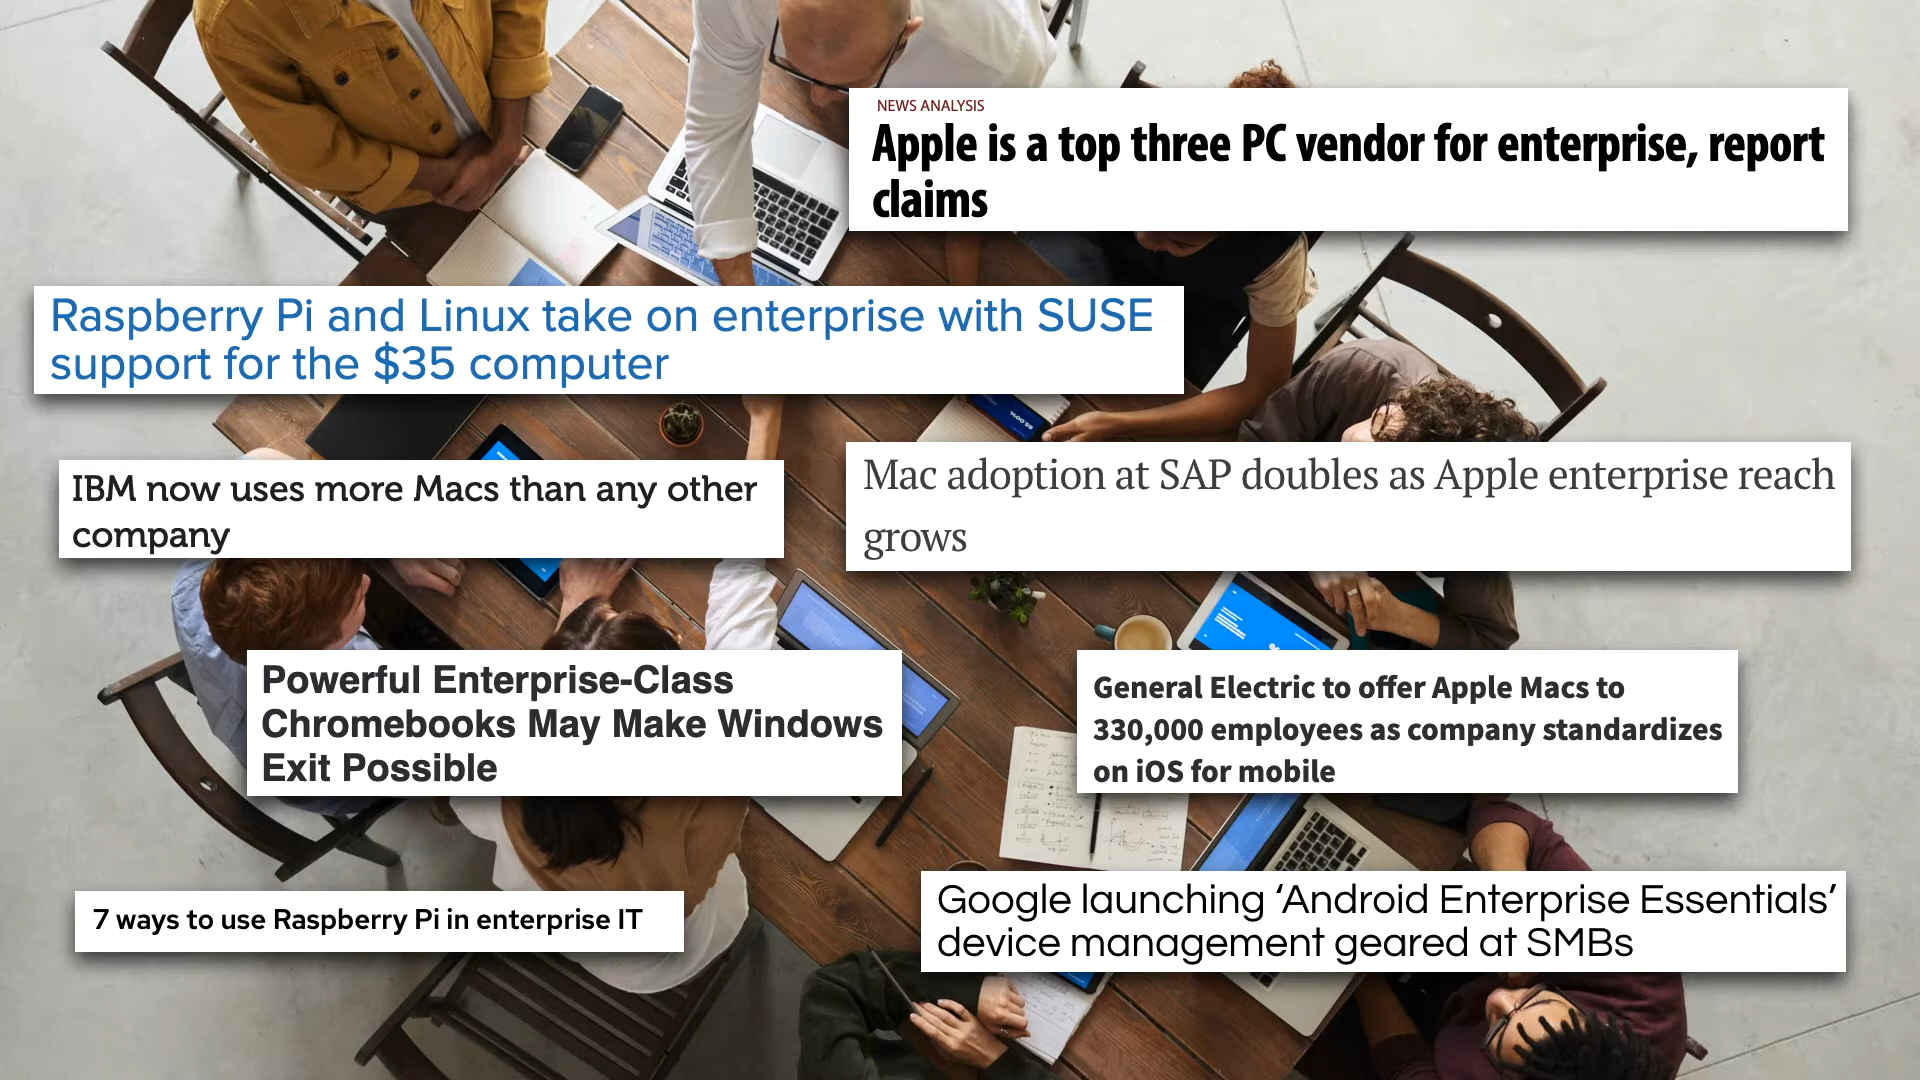 NEWS ANALYSIS
Apple is a top three PC vendor for enterprise, report
claims
Raspberry Pi and Linux take on enterprise with SUSE
support for the $35 computer
IBM now uses more Macs than any other
company
Mac adoption at SAP doubles as Apple enterprise reach
grows
Powerful Enterprise-Class
Chromebooks May Make Windows
Exit Possible
General Electric to offer Apple Macs to
330,000 employees as company standardizes
on iOS for mobile
7 ways to use Raspberry Pi in enterprise IT
Google launching ‘Android Enterprise Essentials’
device management geared at SMBs